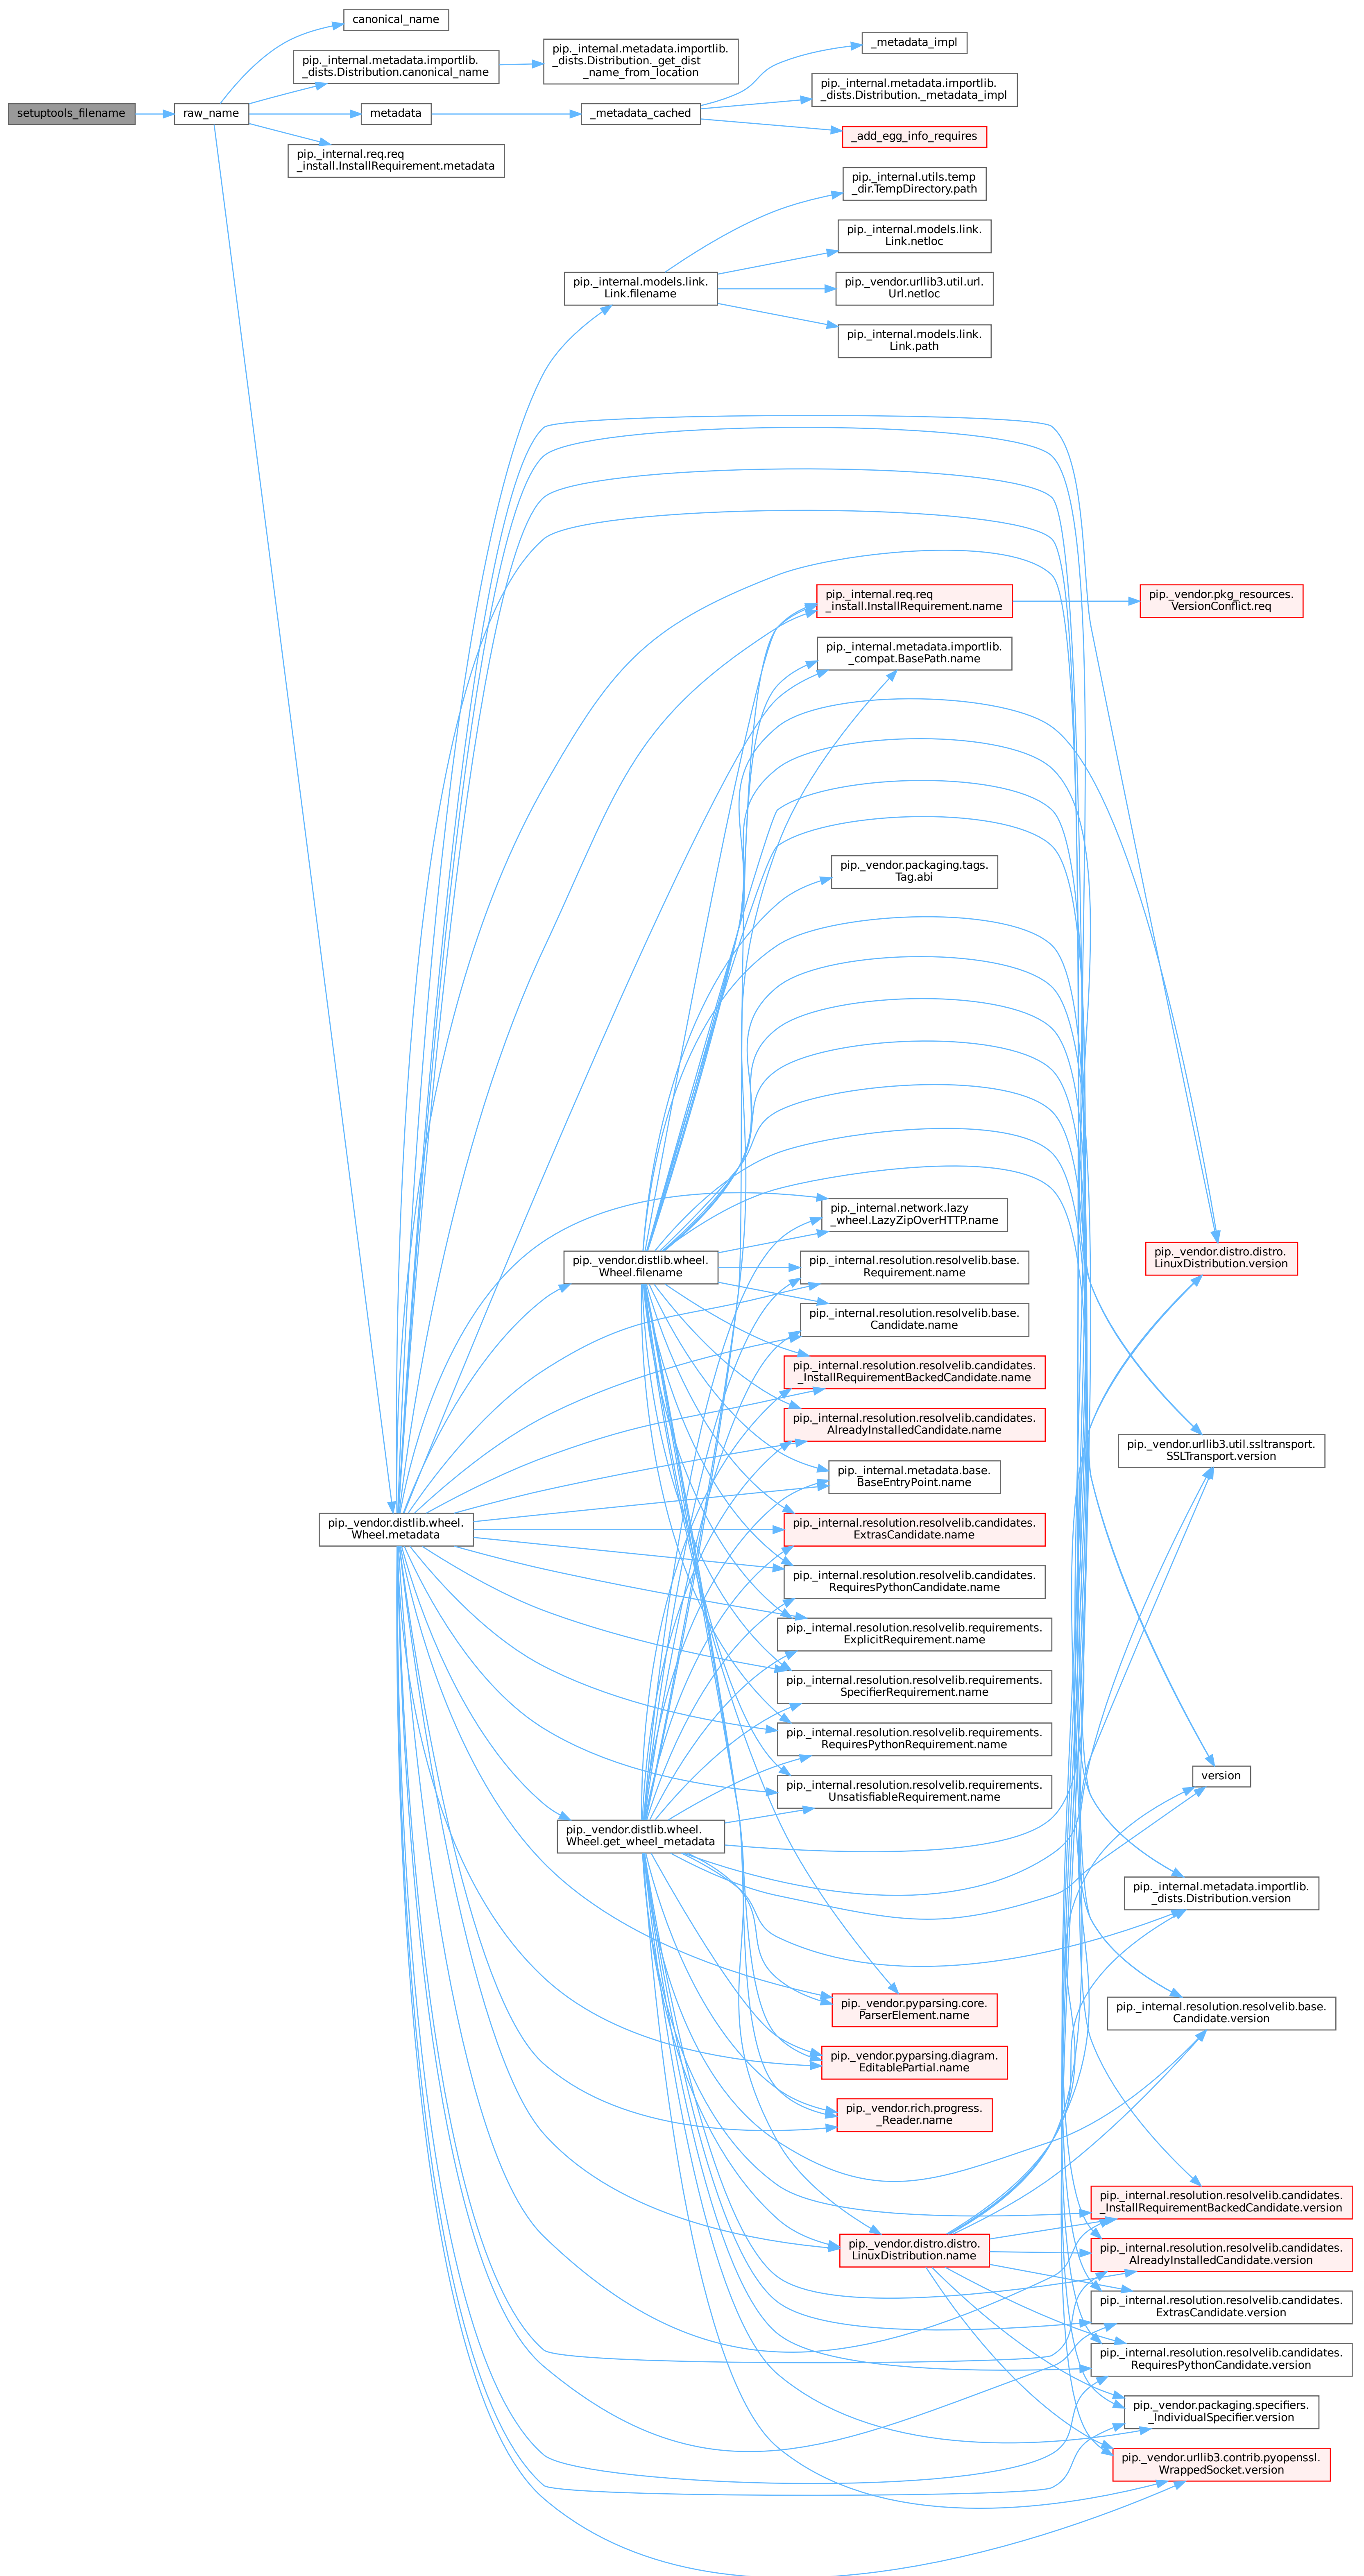 canonical_name
pip._internal.metadata.importlib.
_dists.Distribution.canonical_name
pip._internal.metadata.importlib.
_dists.Distribution._get_dist
_name_from_location
_metadata_impl
pip._internal.metadata.importlib.
_dists.Distribution._metadata_impl
setuptools_filename
raw_name
metadata
_metadata_cached
_add_egg_info_requires
pip._internal.req.req
_install.InstallRequirement.metadata
pip._internal.utils.temp
_dir.TempDirectory.path
pip._internal.models.link.
Link.netloc
pip._internal.models.link.
Link.filename
pip._vendor.urllib3.util.url.
Url.netloc
pip._internal.models.link.
Link.path
pip._internal.req.req
_install.InstallRequirement.name
pip._vendor.pkg_resources.
VersionConflict.req
pip._internal.metadata.importlib.
_compat.BasePath.name
pip._vendor.packaging.tags.
Tag.abi
pip._internal.network.lazy
_wheel.LazyZipOverHTTP.name
pip._vendor.distlib.wheel.
Wheel.filename
pip._internal.resolution.resolvelib.base.
Requirement.name
pip._vendor.distro.distro.
LinuxDistribution.version
pip._internal.resolution.resolvelib.base.
Candidate.name
pip._internal.resolution.resolvelib.candidates.
_InstallRequirementBackedCandidate.name
pip._internal.resolution.resolvelib.candidates.
AlreadyInstalledCandidate.name
pip._vendor.urllib3.util.ssltransport.
SSLTransport.version
pip._internal.metadata.base.
BaseEntryPoint.name
pip._vendor.distlib.wheel.
Wheel.metadata
pip._internal.resolution.resolvelib.candidates.
ExtrasCandidate.name
pip._internal.resolution.resolvelib.candidates.
RequiresPythonCandidate.name
pip._internal.resolution.resolvelib.requirements.
ExplicitRequirement.name
pip._internal.resolution.resolvelib.requirements.
SpecifierRequirement.name
pip._internal.resolution.resolvelib.requirements.
RequiresPythonRequirement.name
version
pip._internal.resolution.resolvelib.requirements.
UnsatisfiableRequirement.name
pip._vendor.distlib.wheel.
Wheel.get_wheel_metadata
pip._internal.metadata.importlib.
_dists.Distribution.version
pip._vendor.pyparsing.core.
ParserElement.name
pip._internal.resolution.resolvelib.base.
Candidate.version
pip._vendor.pyparsing.diagram.
EditablePartial.name
pip._vendor.rich.progress.
_Reader.name
pip._internal.resolution.resolvelib.candidates.
_InstallRequirementBackedCandidate.version
pip._vendor.distro.distro.
LinuxDistribution.name
pip._internal.resolution.resolvelib.candidates.
AlreadyInstalledCandidate.version
pip._internal.resolution.resolvelib.candidates.
ExtrasCandidate.version
pip._internal.resolution.resolvelib.candidates.
RequiresPythonCandidate.version
pip._vendor.packaging.specifiers.
_IndividualSpecifier.version
pip._vendor.urllib3.contrib.pyopenssl.
WrappedSocket.version